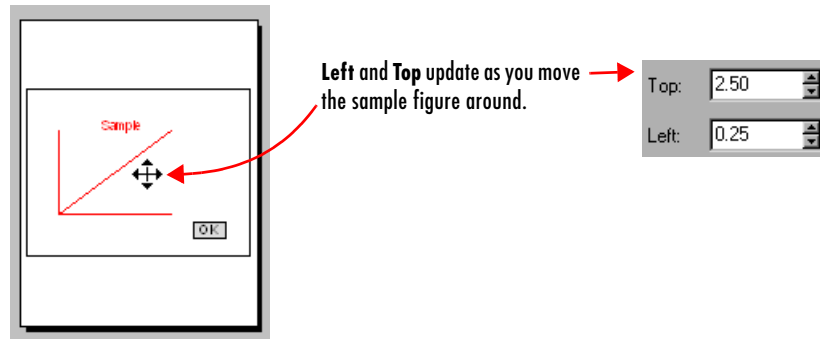 Left and Top update as you move
the sample figure around.
Sample
OK
Top: 2.50
Left: 0.25